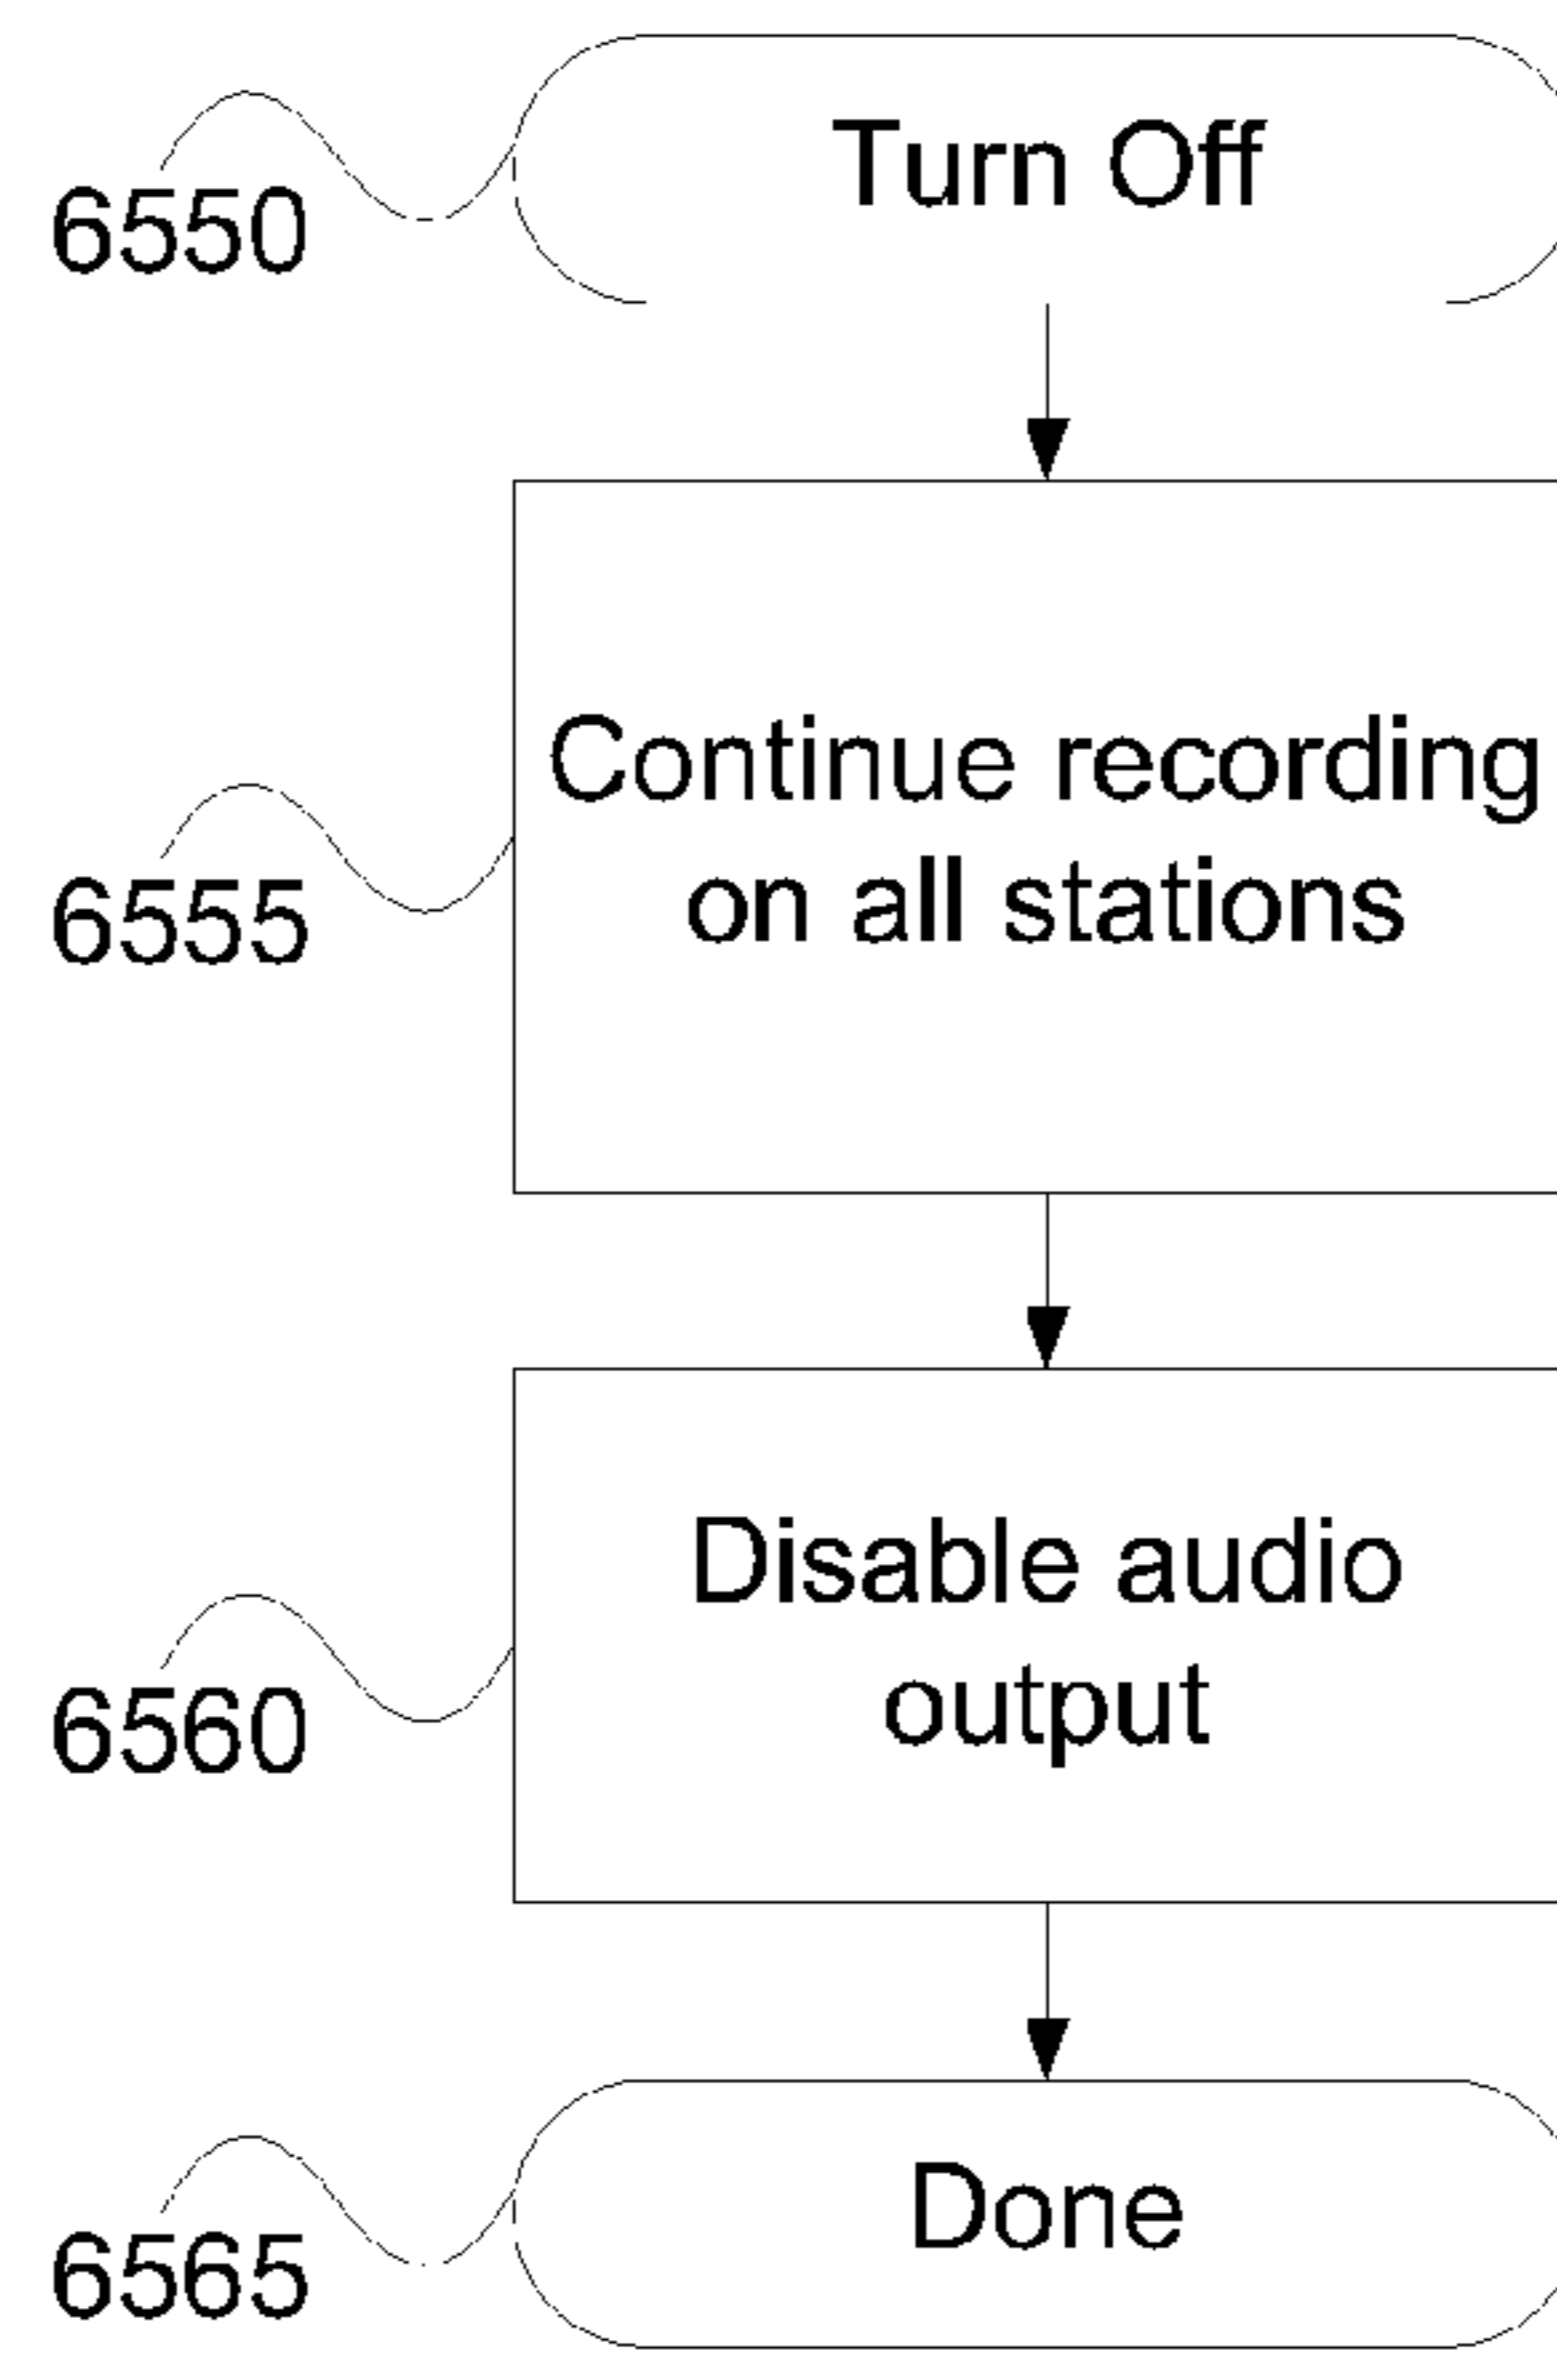 Turn Off
6550
Continue recording
on all stations
6555
Disable audio
output
6560
Done
6565